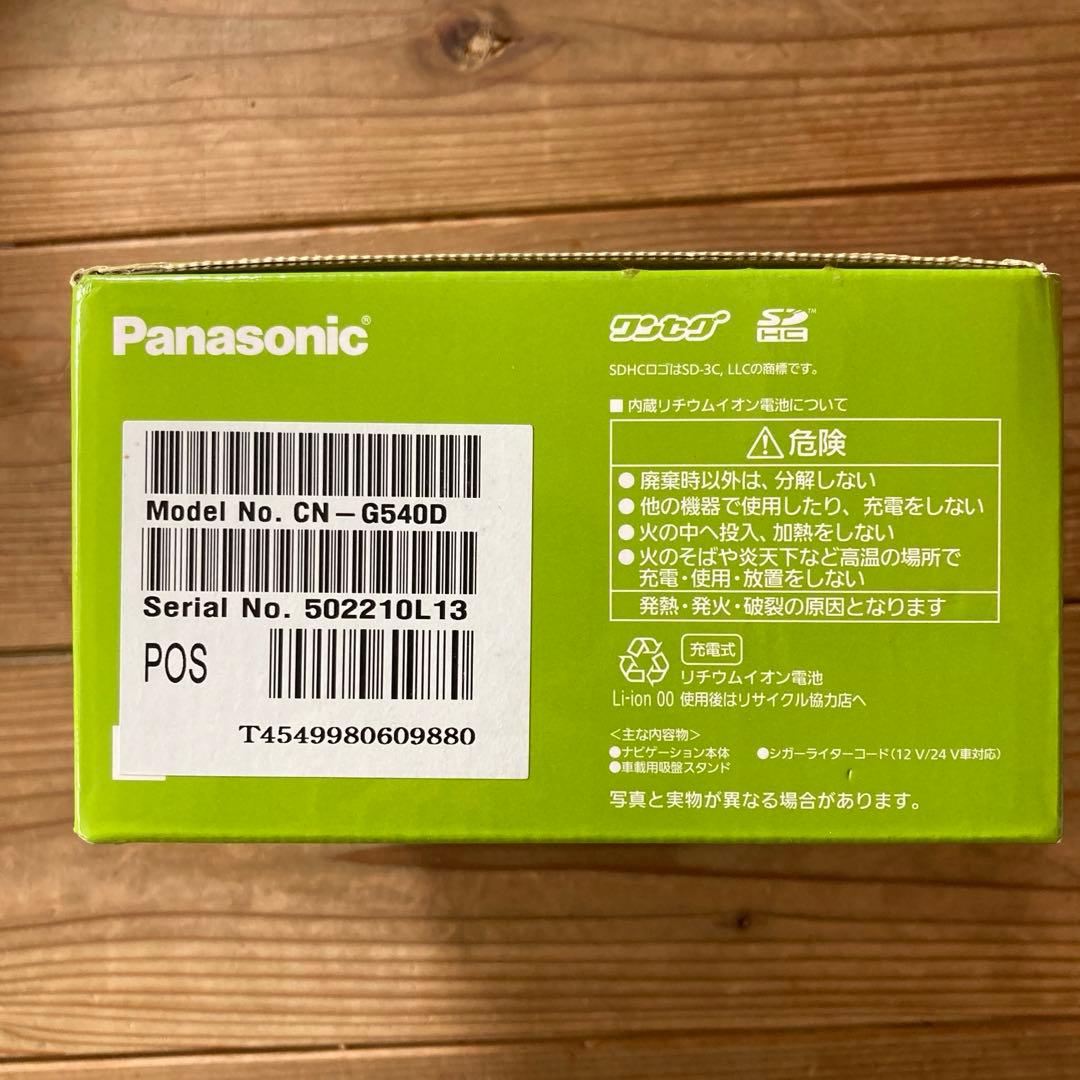 Panasonic®
Model No. CN-G540D
Serial No. 502210L13
POS
T4549980609880
ワンセグ
SD HC™
SDHCロゴはSD-3C, LLCの商標です。
■ 内蔵リチウムイオン電池について
⚠危険
● 廃棄時以外は、分解しない
● 他の機器で使用したり、充電をしない
● 火の中へ投入、加熱をしない
● 火のそばや炎天下など高温の場所で
充電・使用・放置をしない
発熱・発火・破裂の原因となります
充電式
リチウムイオン電池
Li-ion 00 使用後はリサイクル協力店へ
＜主な内容物＞
●ナビゲーション本体 ●シガーライターコード（12 V/24 V車対応）
●車載用吸盤スタンド
写真と実物が異なる場合があります。